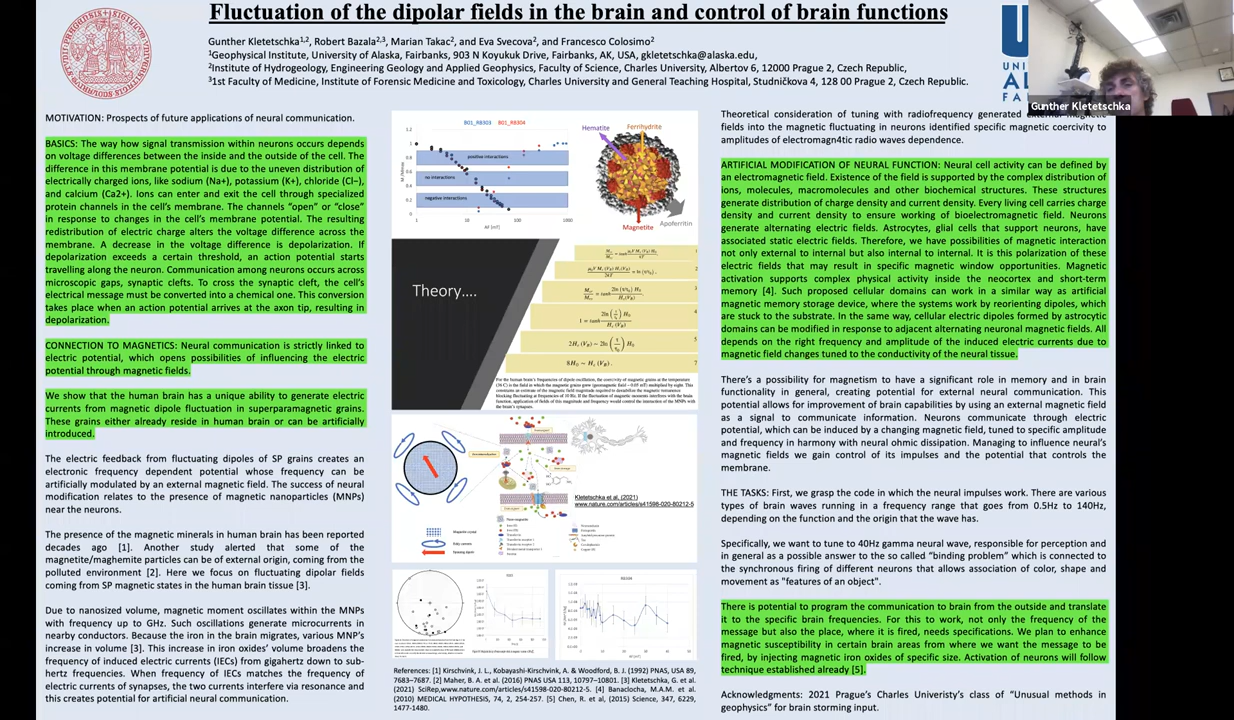 Fluctuation of the dipolar fields in the brain and control of brain functions
Gunther Kletetschka1,2, Robert Bazala2,3, Marian Takac2, and Eva Svecova2, and Francesco Colosimo2
1Geophysical Institute, University of Alaska, Fairbanks, 903 N Koyukuk Drive, Fairbanks, AK, USA, gkletetschka@alaska.edu,
2Institute of Hydrogeology, Engineering Geology and Applied Geophysics, Faculty of Science, Charles University, Albertov 6, 12000 Prague 2, Czech Republic,
31st Faculty of Medicine, Institute of Forensic Medicine and Toxicology, Charles University and General Teaching Hospital, Studničkova 4, 128 00 Prague 2, Czech Republic.
Gunther Kletetschka
MOTIVATION: Prospects of future applications of neural communication.
BASICS: The way how signal transmission within neurons occurs depends
on voltage differences between the inside and the outside of the cell. The
difference in this membrane potential is due to the uneven distribution of
electrically charged ions, like sodium (Na+), potassium (K+), chloride (Cl−),
and calcium (Ca2+). Ions can enter and exit the cell through specialized
protein channels in the cell's membrane. The channels "open" or "close"
in response to changes in the cell's membrane potential. The resulting
redistribution of electric charge alters the voltage difference across the
membrane. A decrease in the voltage difference is depolarization. If
depolarization exceeds a certain threshold, an action potential starts
travelling along the neuron. Communication among neurons occurs across
microscopic gaps, synaptic clefts. To cross the synaptic cleft, the cell's
electrical message must be converted into a chemical one. This conversion
takes place when an action potential arrives at the axon tip, resulting in
depolarization.
CONNECTION TO MAGNETICS: Neural communication is strictly linked to
electric potential, which opens possibilities of influencing the electric
potential through magnetic fields.
We show that the human brain has a unique ability to generate electric
currents from magnetic dipole fluctuation in superparamagnetic grains.
These grains either already reside in human brain or can be artificially
introduced.
The electric feedback from fluctuating dipoles of SP grains creates an
electronic frequency dependent potential whose frequency can be
artificially modulated by an external magnetic field. The success of neural
modification relates to the presence of magnetic nanoparticles (MNPs)
near the neurons.
The presence of the magnetic minerals in human brain has been reported
decades ago [1]. Another study alerted that some of the
magnetite/maghemite particles can be of external origin, coming from the
polluted environment [2]. Here we focus on fluctuating dipolar fields
coming from SP magnetic states in the human brain tissue [3].
Due to nanosized volume, magnetic moment oscillates within the MNPs
with frequency up to GHz. Such oscillations generate microcurrents in
nearby conductors. Because the iron in the brain migrates, various MNP's
increase in volume [3]. This increase in iron oxides' volume broadens the
frequency of induced electric currents (IECs) from gigahertz down to sub-
hertz frequencies. When frequency of IECs matches the frequency of
electric currents of synapses, the two currents interfere via resonance and
this creates potential for artificial neural communication.
B01_RB303 B01_RB304
positive interactions
no interactions
negative interactions
AF [mT]
Hematite
Ferrihydrite
Magnetite
Apoferritin
Theory....
Kletetschka et al, (2021)
www.nature.com/articles/s41598-020-80212-5
References: [1] Kirschvink, J. L., Kobayashi-Kirschvink, A. & Woodford, B. J. (1992) PNAS, USA 89,
7683–7687. [2] Maher, B. A. et al. (2016) PNAS USA 113, 10797–10801. [3] Kletetschka, G. et al.
(2021) SciRep,www.nature.com/articles/s41598-020-80212-5. [4] Banaclocha, M.A.M. et al.
(2010) MEDICAL HYPOTHESIS, 74, 2, 254-257. [5] Chen, R. et al, (2015) Science, 347, 6229,
1477-1480.
Theoretical consideration of tuning with radiofrequency generated external magnetic
fields into the magnetic fluctuating in neurons identified specific magnetic coercivity to
amplitudes of electromagn4tic radio waves dependence.
ARTIFICIAL MODIFICATION OF NEURAL FUNCTION: Neural cell activity can be defined by
an electromagnetic field. Existence of the field is supported by the complex distribution of
ions, molecules, macromolecules and other biochemical structures. These structures
generate distribution of charge density and current density. Every living cell carries charge
density and current density to ensure working of bioelectromagnetic field. Neurons
generate alternating electric fields. Astrocytes, glial cells that support neurons, have
associated static electric fields. Therefore, we have possibilities of magnetic interaction
not only external to internal but also internal to internal. It is this polarization of these
electric fields that may result in specific magnetic window opportunities. Magnetic
activation supports complex physical activity inside the neocortex and short-term
memory [4]. Such proposed cellular domains can work in a similar way as artificial
magnetic memory storage device, where the systems work by reorienting dipoles, which
are stuck to the substrate. In the same way, cellular electric dipoles formed by astrocytic
domains can be modified in response to adjacent alternating neuronal magnetic fields. All
depends on the right frequency and amplitude of the induced electric currents due to
magnetic field changes tuned to the conductivity of the neural tissue.
There's a possibility for magnetism to have a significant role in memory and in brain
functionality in general, creating potential for external neural communication. This
potential allows for improvement of brain capabilities by using an external magnetic field
as a signal to communicate information. Neurons communicate through electric
potential, which can be induced by a changing magnetic field, tuned to specific amplitude
and frequency in harmony with neural ohmic dissipation. Managing to influence neural's
magnetic fields we gain control of its impulses and the potential that controls the
membrane.
THE TASKS: First, we grasp the code in which the neural impulses work. There are various
types of brain waves running in a frequency range that goes from 0.5Hz to 140Hz,
depending on the function and the origin that the wave has.
Specifically, we want to tune to 40Hz gamma neural wave, responsible for perception and
in general as a possible answer to the so called "binding problem" which is connected to
the synchronous firing of different neurons that allows association of color, shape and
movement as "features of an object".
There is potential to program the communication to brain from the outside and translate
it to the specific brain frequencies. For this to work, not only the frequency of the
message but also the place, where it is fired, needs specifications. We plan to enhance
magnetic susceptibility in certain brain areas from where we want the message to be
fired, by injecting magnetic iron oxides of specific size. Activation of neurons will follow
technique established already [5].
Acknowledgments: 2021 Prague's Charles Univeristy's class of "Unusual methods in
geophysics" for brain storming input.